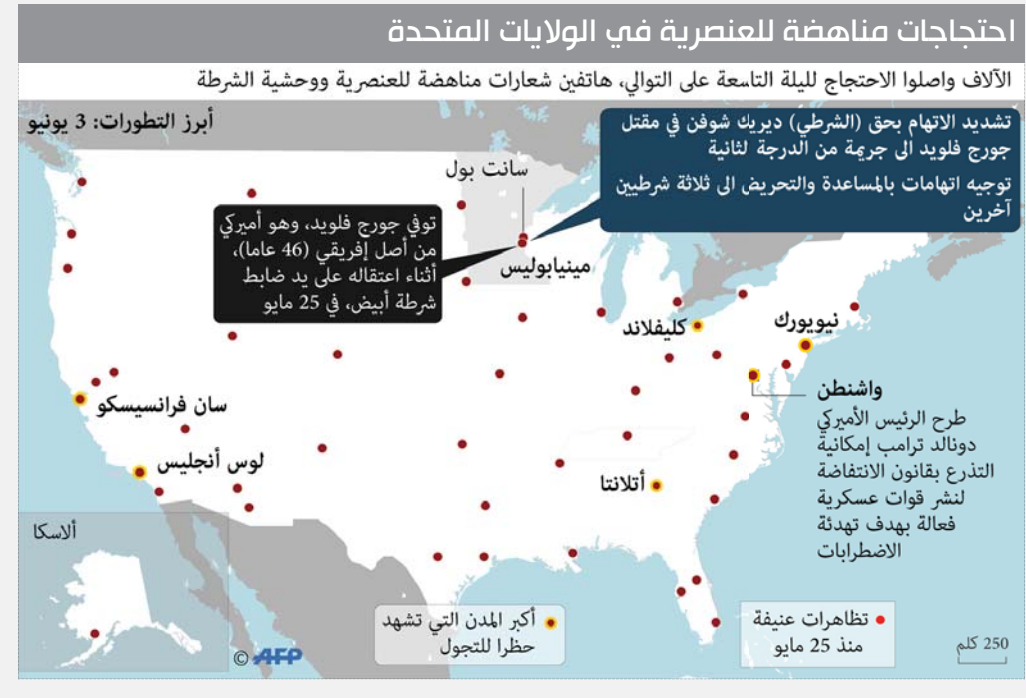 احتجاجات مناهضة للعنصرية في الولايات المتحدة
الآلاف واصلوا الاحتجاج لليلة التاسعة على التوالي، هاتفين شعارات مناهضة للعنصرية ووحشية الشرطة
أبرز التطورات: 3 يونيو
تشديد الاتهام بحق (الشرطي) ديريك شوفن في مقتل
جورج فلويد الى جريمة من الدرجة لثانية
توجيه اتهامات بالمساعدة والتحريض الى ثلاثة شرطيين
آخرين
سانت بول
توفي جورج فلويد، وهو أميركي
من أصل إفريقي (46 عاما)،
أثناء اعتقاله على يد ضابط
شرطة أبيض، في 25 مايو
مينيابوليس
كليفلاند
نيويورك
واشنطن
طرح الرئيس الأميركي
دونالد ترامب إمكانية
التذرع بقانون الانتفاضة
لنشر قوات عسكرية
فعالة بهدف تهدئة
الاضطرابات
سان فرانسيسكو
لوس أنجليس
أتلانتا
ألاسكا
تظاهرات عنيفة
منذ 25 مايو
أكبر المدن التي تشهد
حظرا للتجول
250 كلم
© AFP